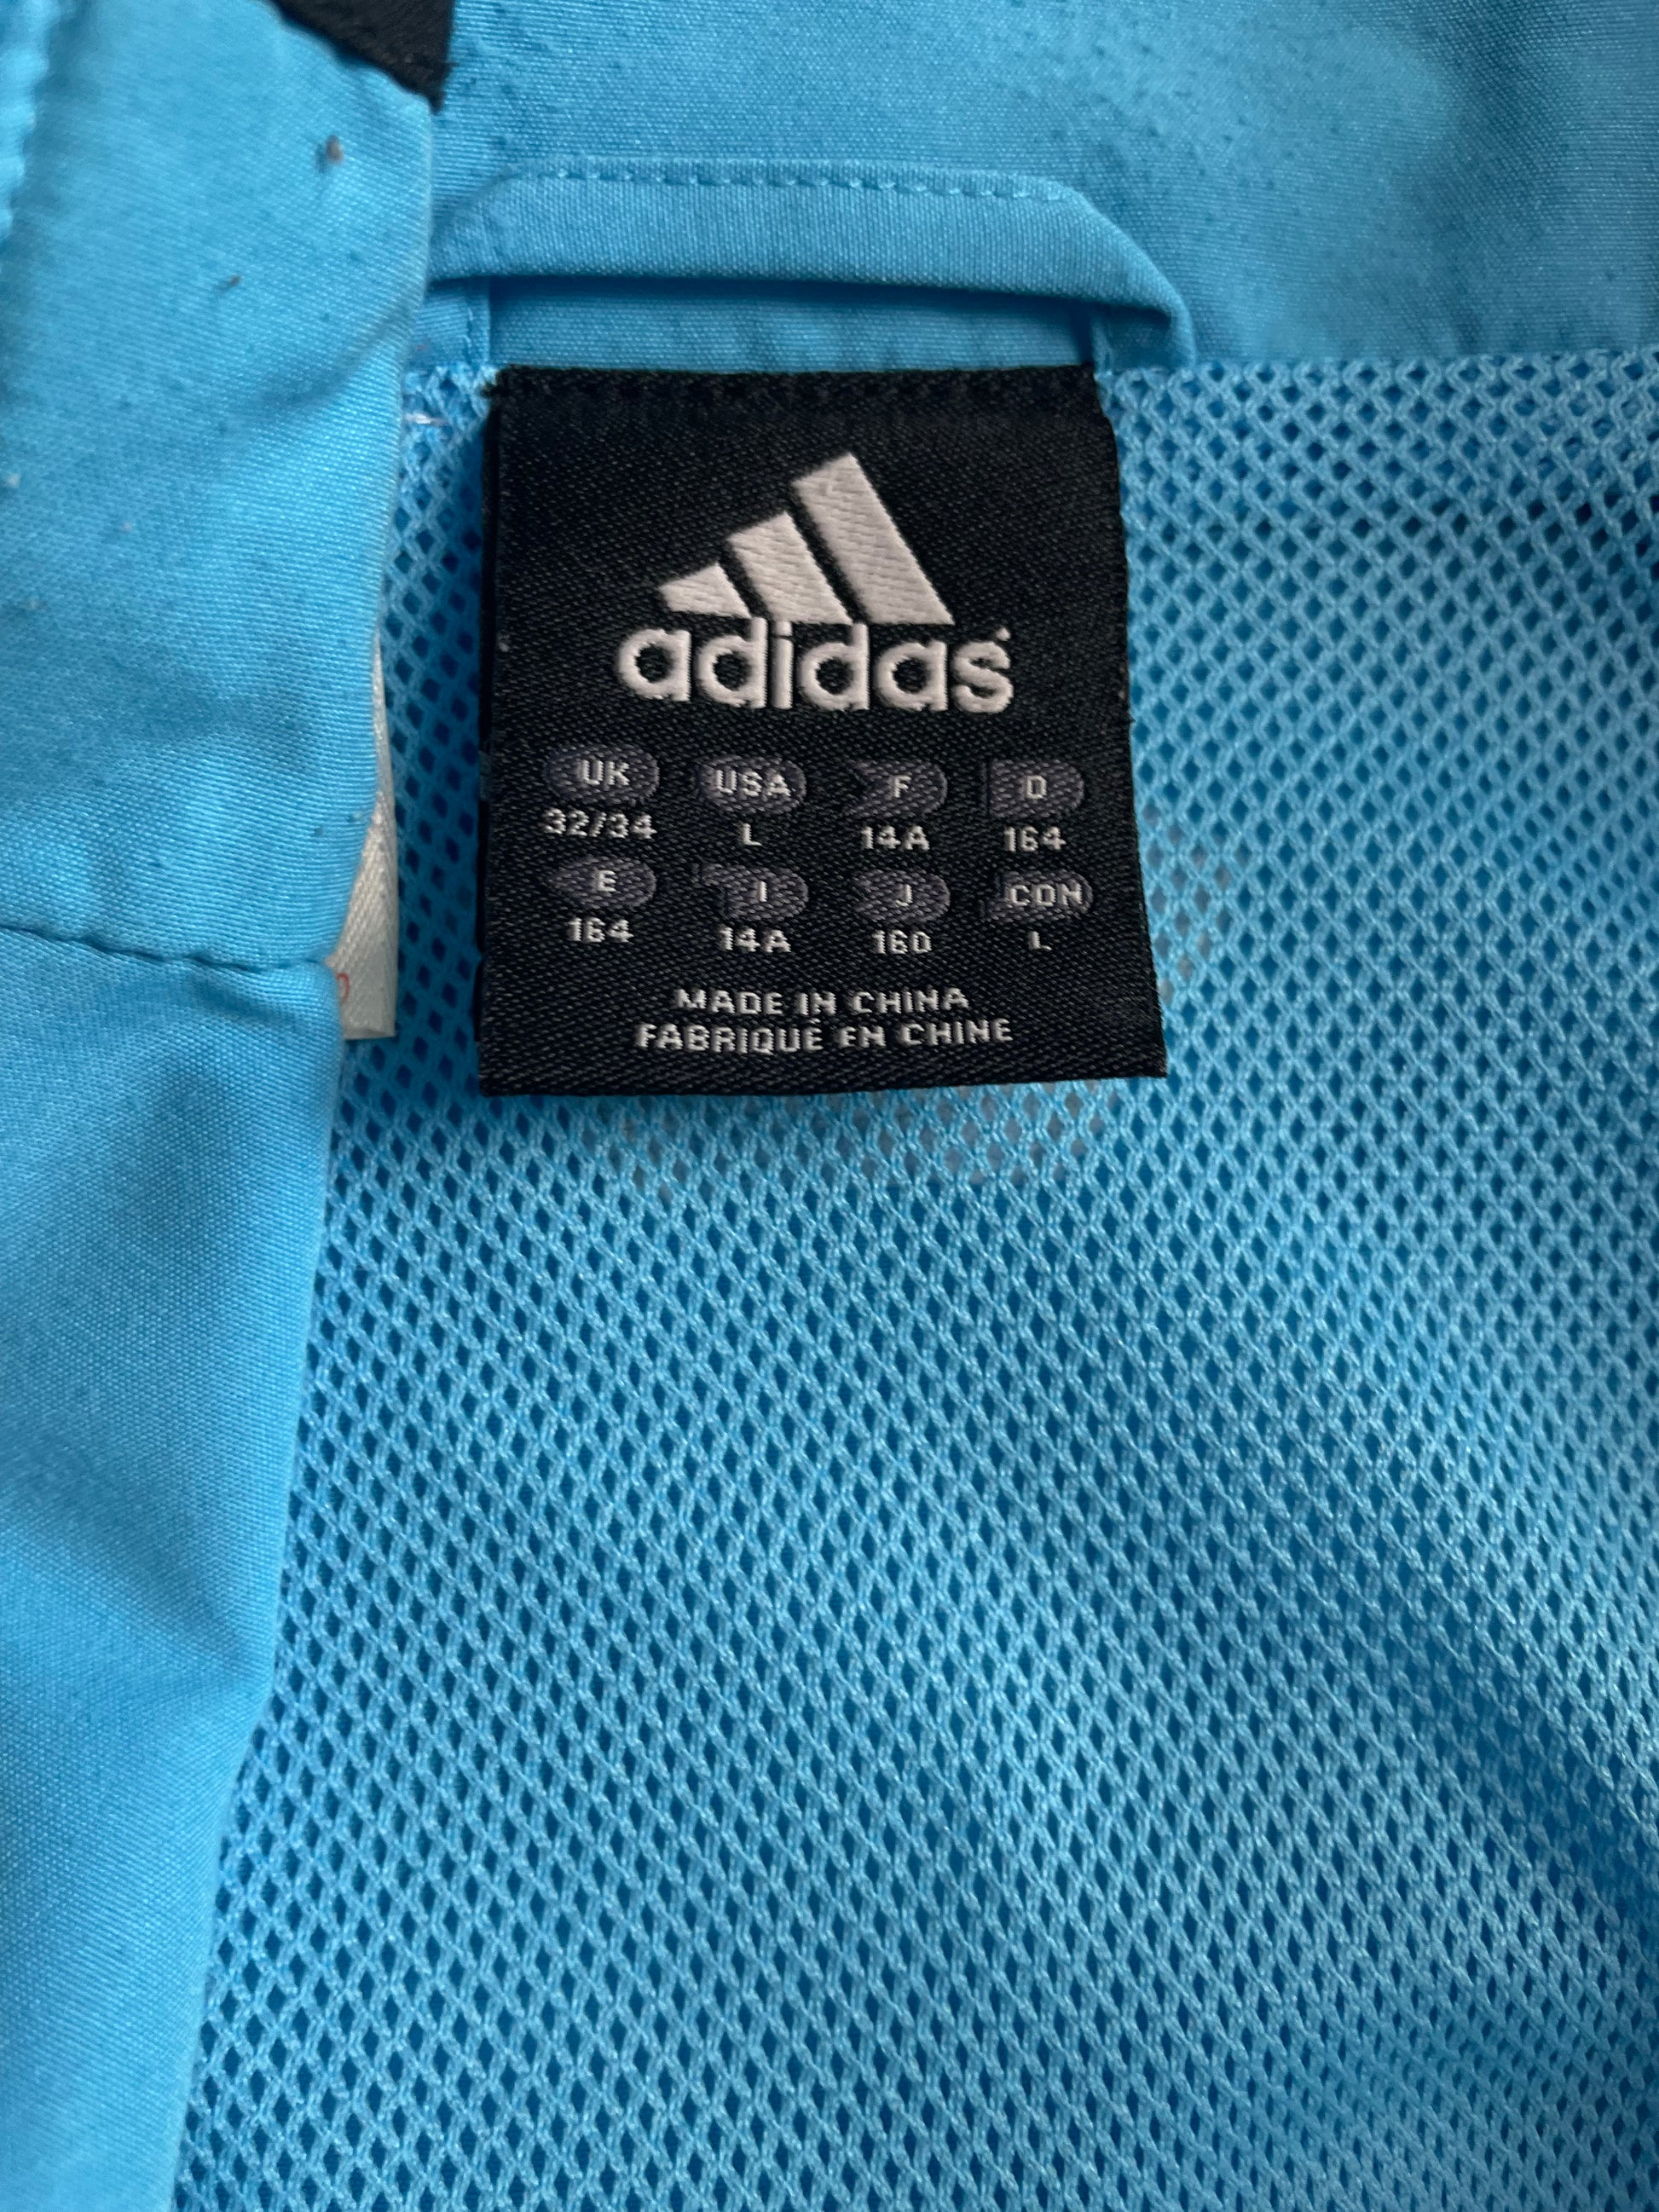 adidas
UK USA F D
32/34 L 14A 164
E I J CON
164 14A 160 L
MADE IN CHINA
FABRIQUÉ EN CHINE